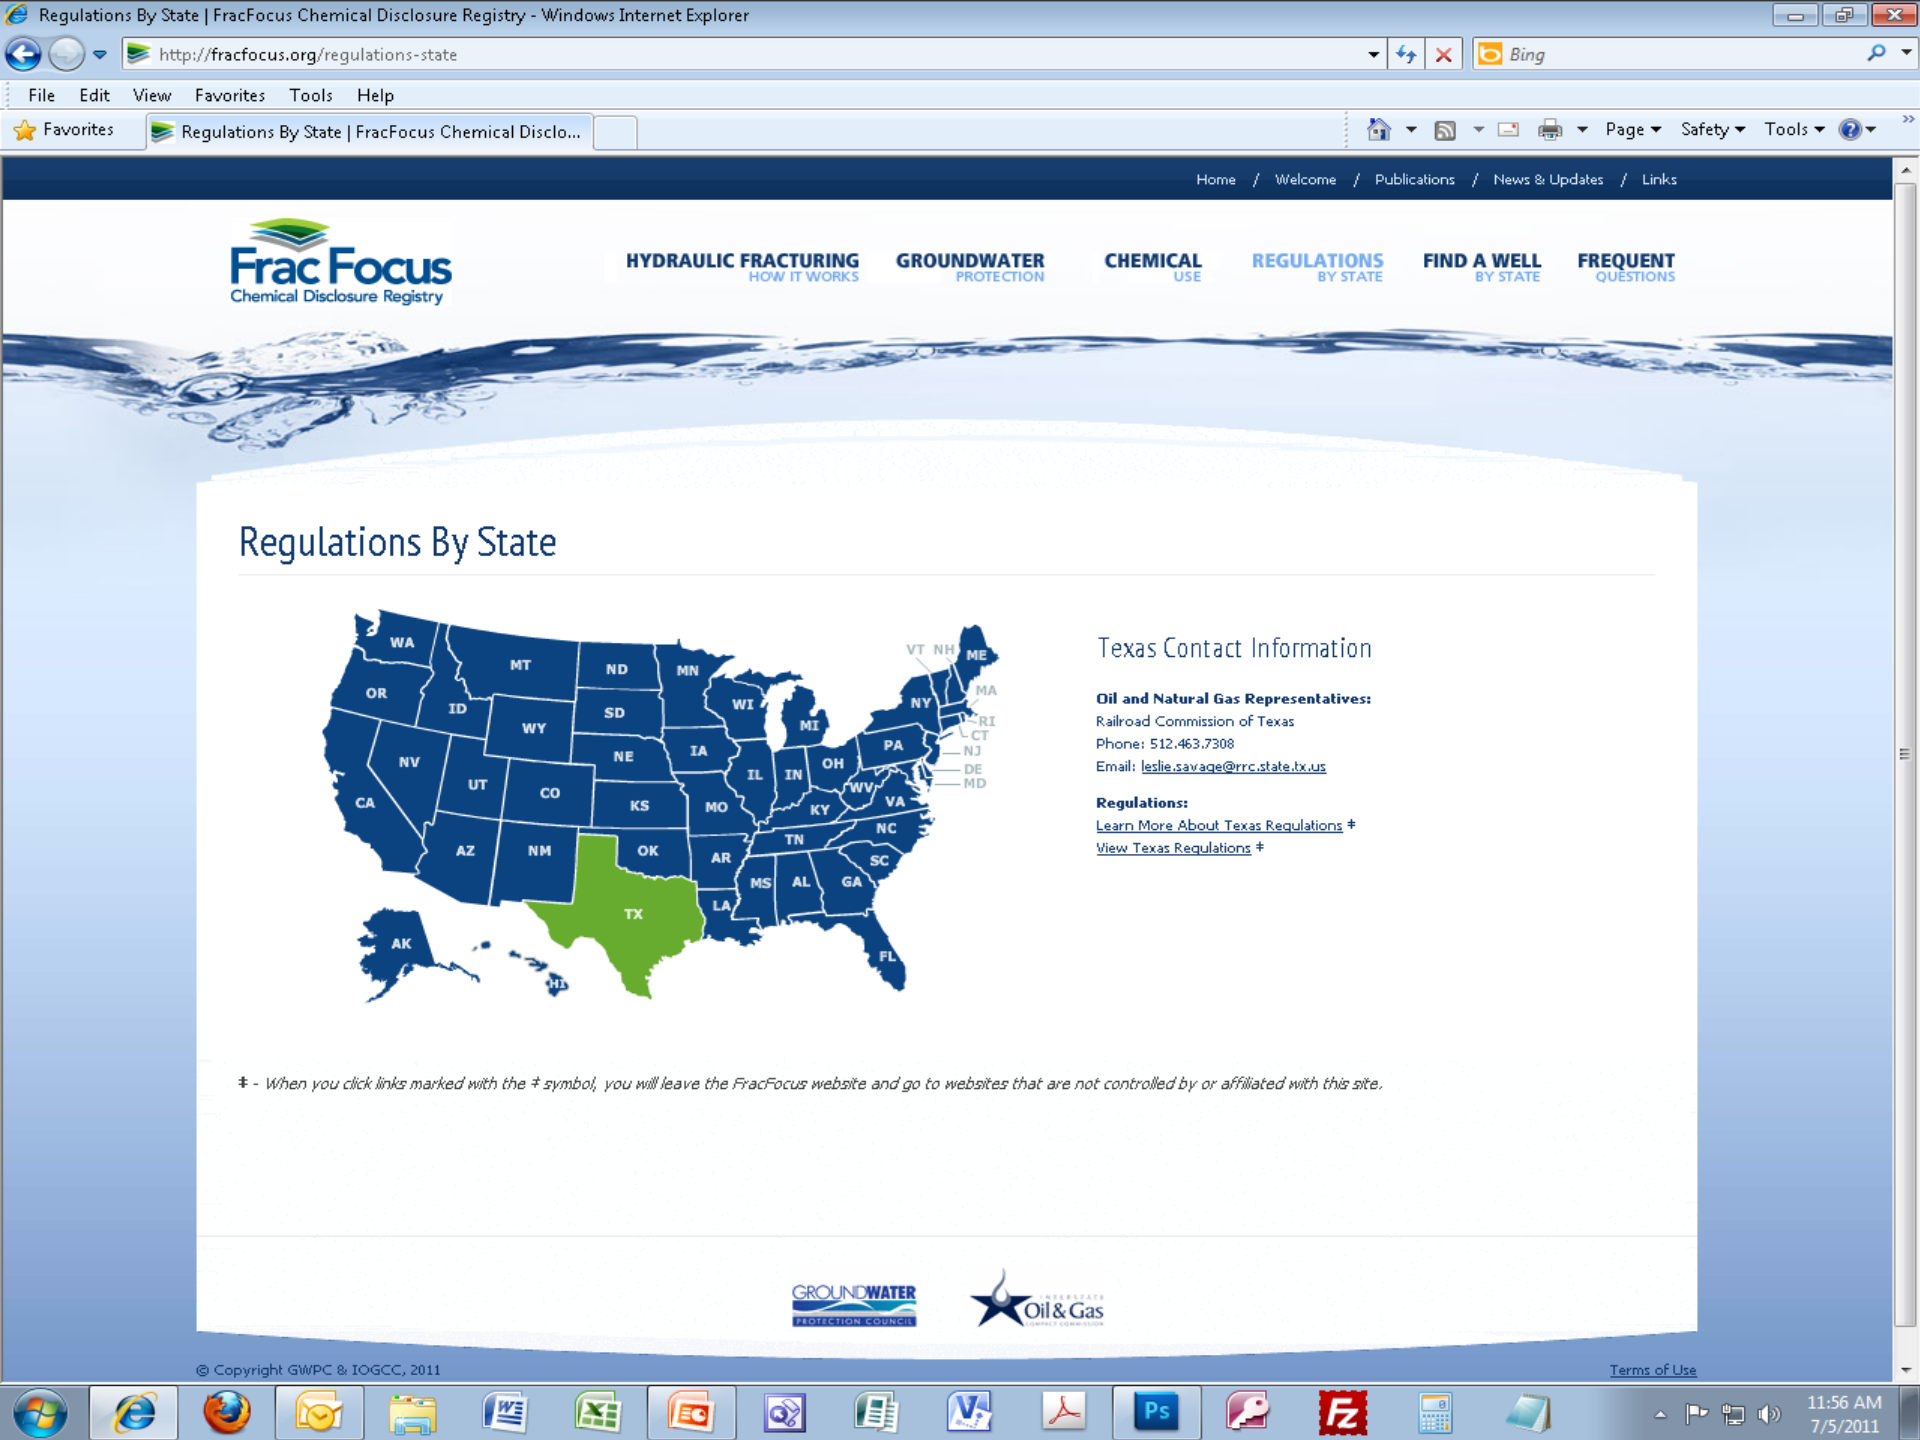 Regulations By State | FracFocus Chemical Disclosure Registry - Windows Internet Explorer
http://fracfocus.org/regulations-state
Bing
File Edit View Favorites Tools Help
Favorites
Regulations By State | FracFocus Chemical Disclo...
Page Safety Tools
Home / Welcome / Publications / News & Updates / Links
Frac Focus
Chemical Disclosure Registry
HYDRAULIC FRACTURING
HOW IT WORKS
GROUNDWATER
PROTECTION
CHEMICAL
USE
REGULATIONS
BY STATE
FIND A WELL
BY STATE
FREQUENT
QUESTIONS
Regulations By State
WA
MT
ND
MN
VT NH
ME
OR
ID
WY
SD
WI
MI
NY
MA
RI
CT
NJ
DE
MD
NV
UT
CO
NE
IA
IL
IN
OH
PA
CA
KS
MO
KY
WV
VA
AZ
NM
OK
AR
TN
NC
SC
TX
LA
MS
AL
GA
FL
AK
HI
Texas Contact Information
Oil and Natural Gas Representatives:
Railroad Commission of Texas
Phone: 512.463.7308
Email: leslie.savage@rrc.state.tx.us
Regulations:
Learn More About Texas Regulations ‡
View Texas Regulations ‡
‡ - When you click links marked with the ‡ symbol, you will leave the FracFocus website and go to websites that are not controlled by or affiliated with this site.
GROUNDWATER
PROTECTION COUNCIL
INTERSTATE
Oil & Gas
COMPACT COMMISSION
© Copyright GWPC & IOGCC, 2011
Terms of Use
Ps
Fz
11:56 AM
7/5/2011